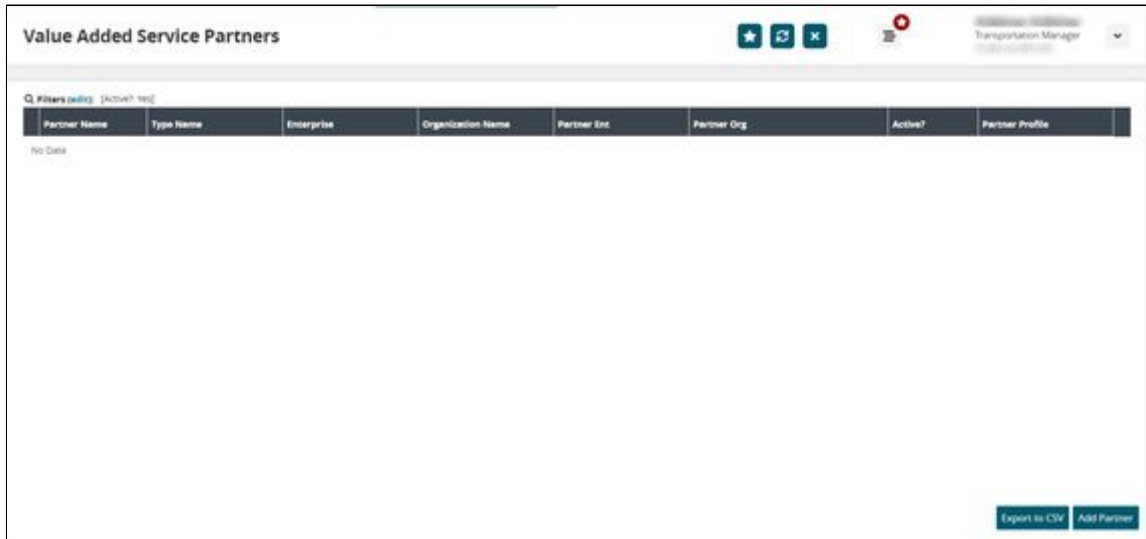 Value Added Service Partners
Transportation Manager
Filters (edit): [Active? Yes]
Partner Name Type Name Enterprise Organization Name Partner Ent Partner Org Active? Partner Profile
No Data
Export to CSV Add Partner